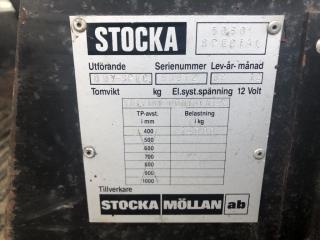 STOCKA
SPECIAL
Utförande Serienummer Lev-år- månad
Tomvikt kg El.syst.spänning 12 Volt
TP-avst. Belastning
i mm i kg
400
500
600
700
800
900
1000
Tillverkare
STOCKA MÖLLAN ab